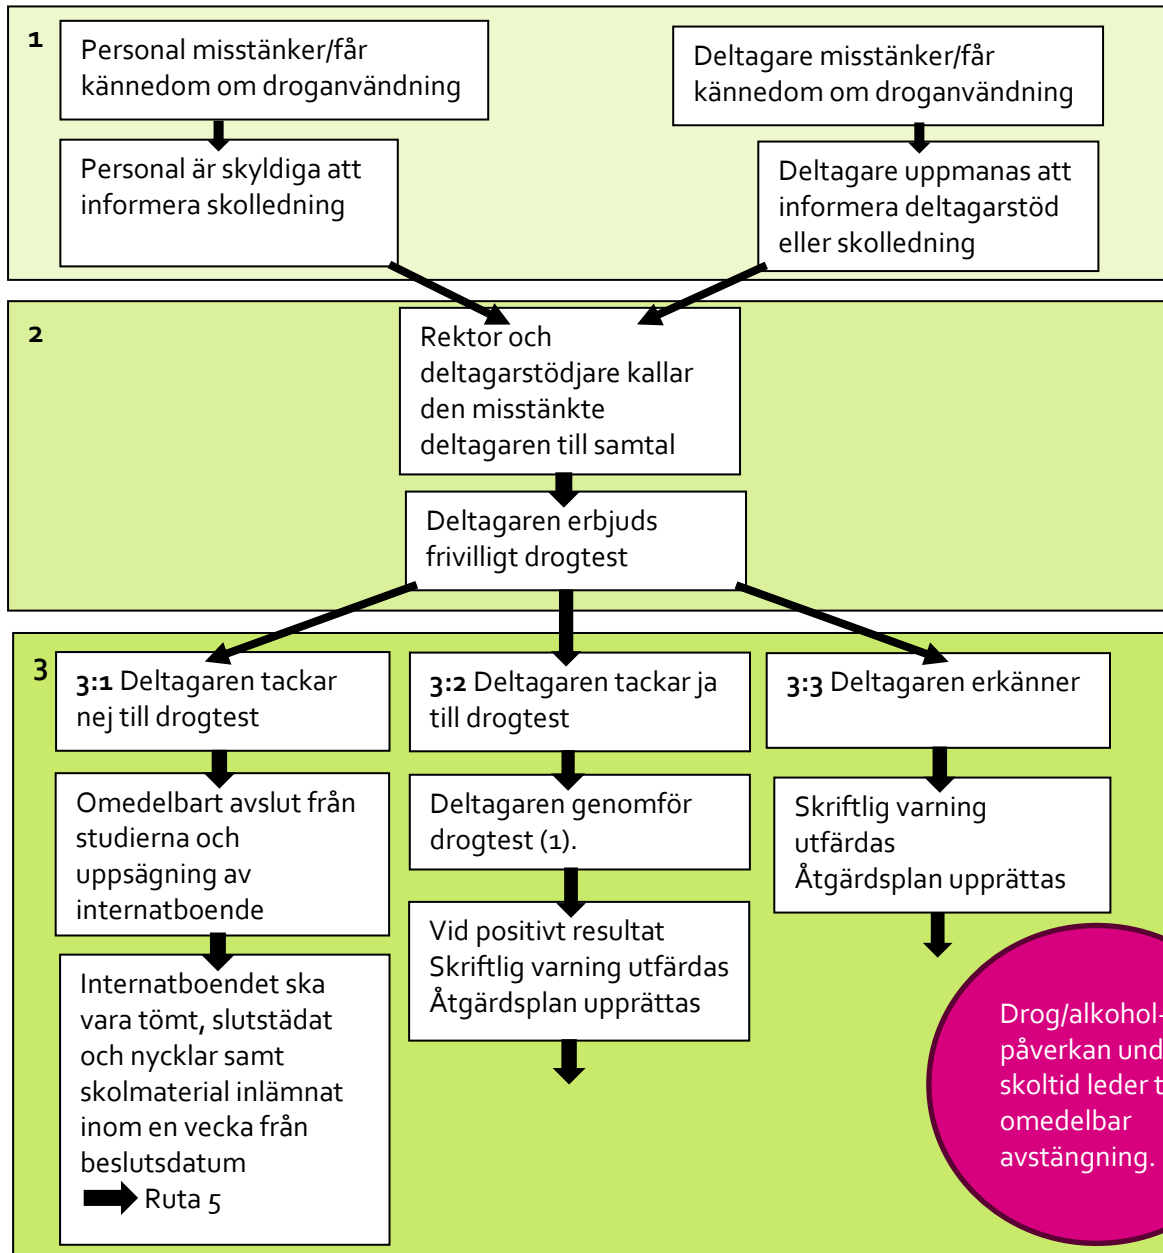 1
Personal misstänker/får
kännedom om droganvändning
Deltagare misstänker/får
kännedom om droganvändning
Personal är skyldiga att
informera skolledning
Deltagare uppmanas att
informera deltagarstöd
eller skolledning
2
Rektor och
deltagarstödjare kallar
den misstänkte
deltagaren till samtal
Deltagaren erbjuds
frivilligt drogtest
3
3:1 Deltagaren tackar
nej till drogtest
3:2 Deltagaren tackar ja
till drogtest
3:3 Deltagaren erkänner
Omedelbart avslut från
studierna och
uppsägning av
internatboende
Deltagaren genomför
drogtest (1).
Skriftlig varning
utfärdas
Åtgärdsplan upprättas
Internatboendet ska
vara tömt, slutstädat
och nycklar samt
skolmaterial inlämnat
inom en vecka från
beslutsdatum
Ruta 5
Vid positivt resultat
Skriftlig varning utfärdas
Åtgärdsplan upprättas
Drog/alkohol-
påverkan und
skoltid leder t
omedelbar
avstängning.